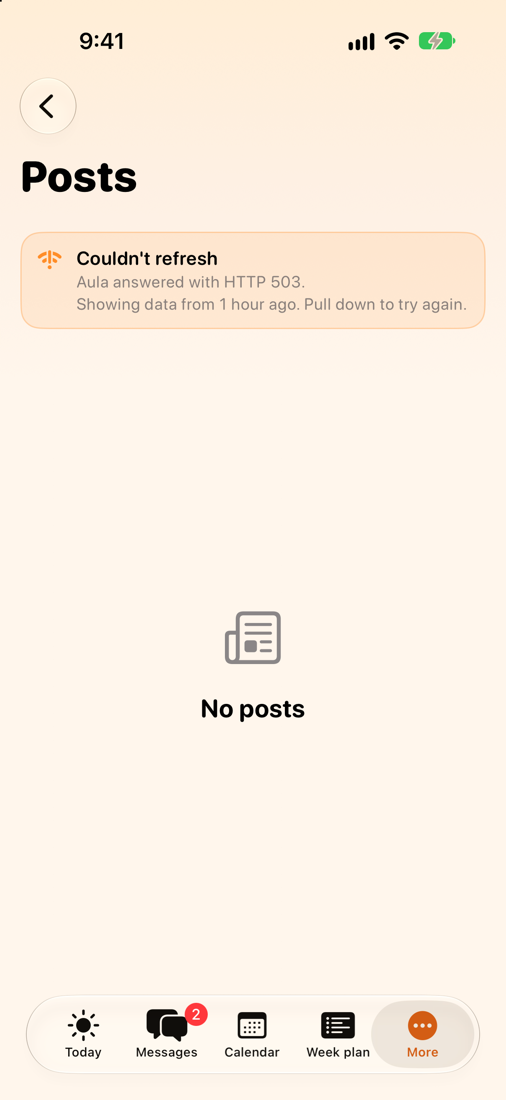 9:41
Posts
Couldn't refresh
Aula answered with HTTP 503.
Showing data from 1 hour ago. Pull down to try again.
No posts
2
Today
Messages
Calendar
Week plan
More